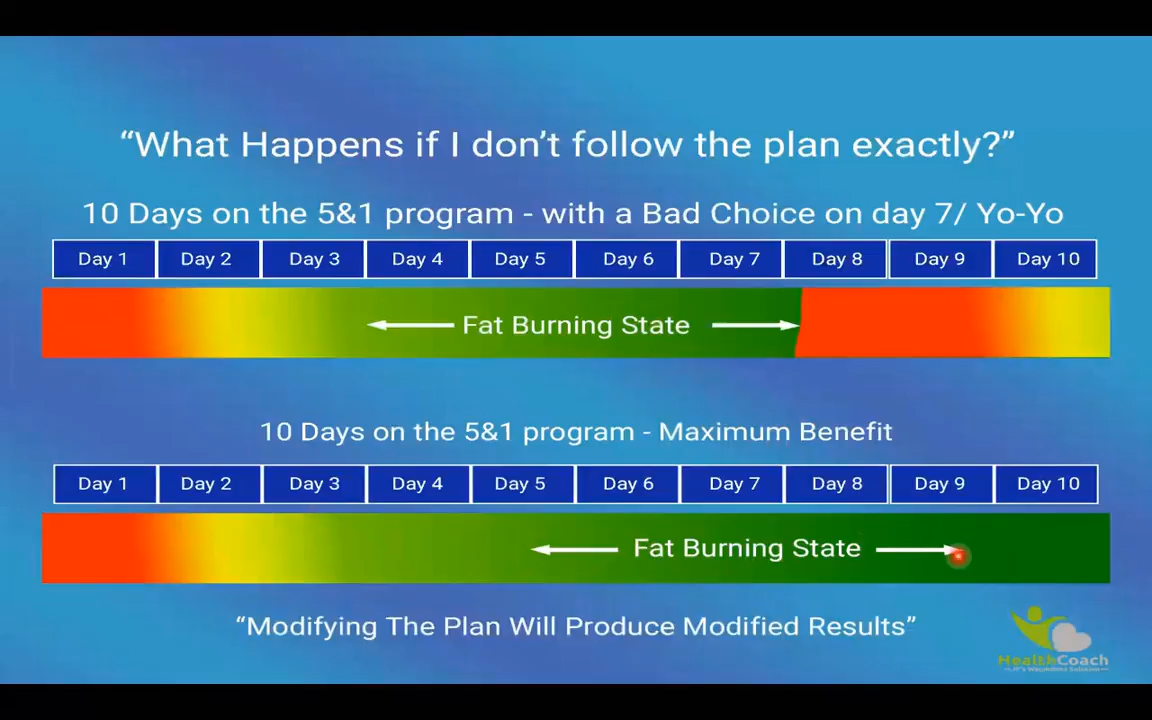 “What Happens if I don’t follow the plan exactly?”
10 Days on the 5&1 program - with a Bad Choice on day 7/ Yo-Yo
Day 1 Day 2 Day 3 Day 4 Day 5 Day 6 Day 7 Day 8 Day 9 Day 10
Fat Burning State
10 Days on the 5&1 program - Maximum Benefit
Day 1 Day 2 Day 3 Day 4 Day 5 Day 6 Day 7 Day 8 Day 9 Day 10
Fat Burning State
“Modifying The Plan Will Produce Modified Results”
HealthCoach